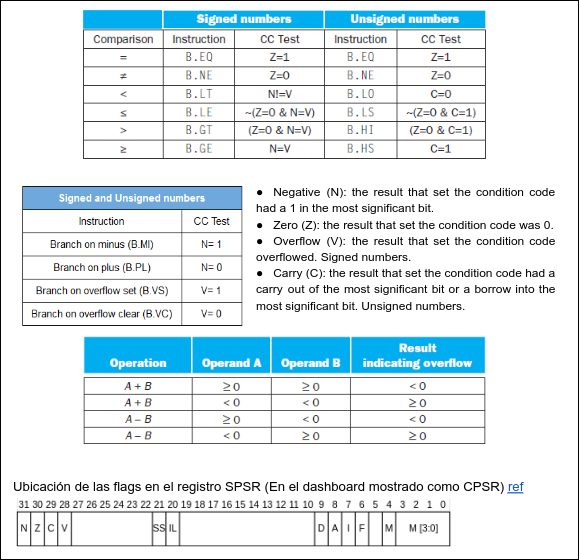 Signed numbers Unsigned numbers
Comparison Instruction CC Test Instruction CC Test
= B.EQ Z=1 B.EQ Z=1
≠ B.NE Z=0 B.NE Z=0
< B.LT N!=V B.LO C=0
≤ B.LE ~(Z=0 & N=V) B.LS ~(Z=0 & C=1)
> B.GT (Z=0 & N=V) B.HI (Z=0 & C=1)
≥ B.GE N=V B.HS C=1
Signed and Unsigned numbers
Instruction CC Test
Branch on minus (B.MI) N= 1
Branch on plus (B.PL) N= 0
Branch on overflow set (B.VS) V= 1
Branch on overflow clear (B.VC) V= 0
● Negative (N): the result that set the condition code
had a 1 in the most significant bit.
● Zero (Z): the result that set the condition code was 0.
● Overflow (V): the result that set the condition code
overflowed. Signed numbers.
● Carry (C): the result that set the condition code had a
carry out of the most significant bit or a borrow into the
most significant bit. Unsigned numbers.
Result
Operation Operand A Operand B indicating overflow
A + B ≥ 0 ≥ 0 < 0
A + B < 0 < 0 ≥ 0
A – B ≥ 0 < 0 < 0
A – B < 0 ≥ 0 ≥ 0
Ubicación de las flags en el registro SPSR (En el dashboard mostrado como CPSR) ref
31 30 29 28 27 26 25 24 23 22 21 20 19 18 17 16 15 14 13 12 11 10 9 8 7 6 5 4 3 2 1 0
N Z C V SS IL D A I F M M [3:0]